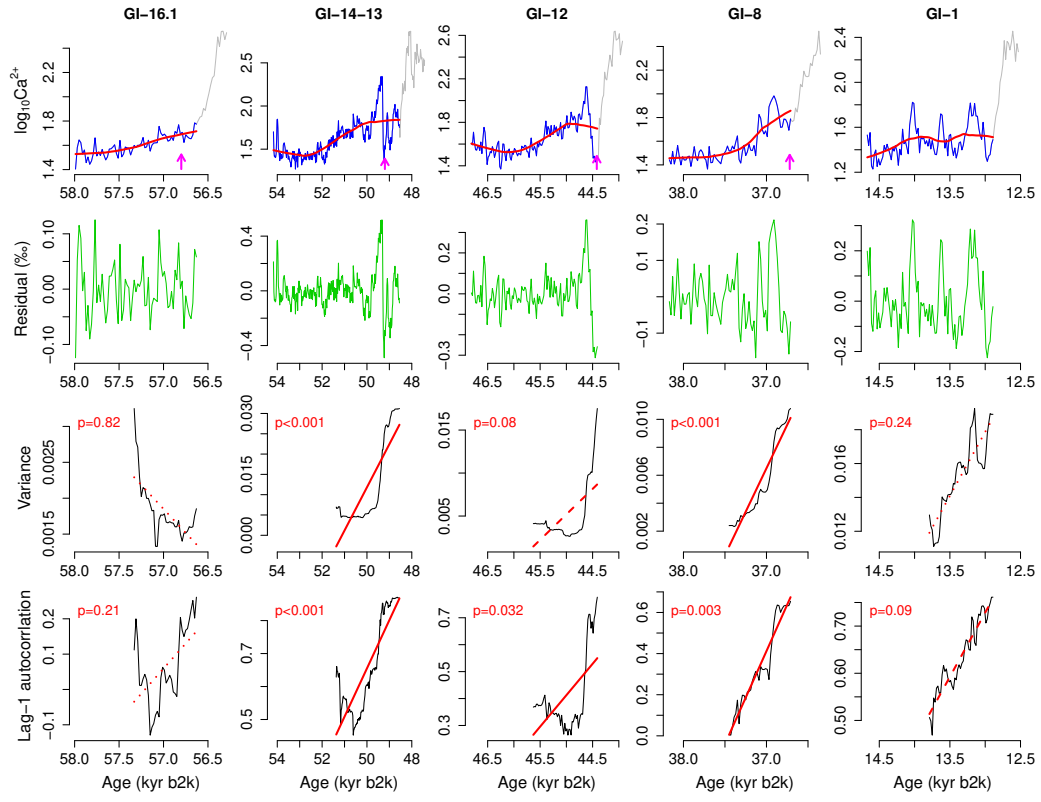 GI−16.1 GI−14−13 GI−12 GI−8 GI−1
log₁₀Ca²⁺
1.4 1.8 2.2
1.5 2.0 2.5
1.4 1.8 2.2 2.6
1.4 1.8 2.2 2.6
1.2 1.6 2.0 2.4
58.0 57.5 57.0 56.5
54 52 50 48
46.5 45.5 44.5
38.0 37.0
14.5 13.5 12.5
Residual (‰)
−0.10 0.00 0.05 0.10
−0.4 0.0 0.2 0.4
−0.3 0.0 0.2
−0.1 0.0 0.1 0.2
−0.2 0.0 0.1 0.2 0.3
58.0 57.5 57.0 56.5
54 52 50 48
46.5 45.5 44.5
38.0 37.0
14.5 13.5 12.5
Variance
p=0.82 p<0.001 p=0.08 p<0.001 p=0.24
0.0015 0.0025
0.000 0.015 0.030
0.005 0.015
0.002 0.004 0.006 0.008 0.010
0.012 0.016
58.0 57.5 57.0 56.5
54 52 50 48
46.5 45.5 44.5
38.0 37.0
14.5 13.5 12.5
Lag−1 autocorrlation
p=0.21 p<0.001 p=0.032 p=0.003 p=0.09
−0.1 0.1 0.2
0.5 0.7
0.3 0.5 0.7
0.0 0.2 0.4 0.6
0.50 0.60 0.70
58.0 57.5 57.0 56.5
54 52 50 48
46.5 45.5 44.5
38.0 37.0
14.5 13.5 12.5
Age (kyr b2k) Age (kyr b2k) Age (kyr b2k) Age (kyr b2k) Age (kyr b2k)